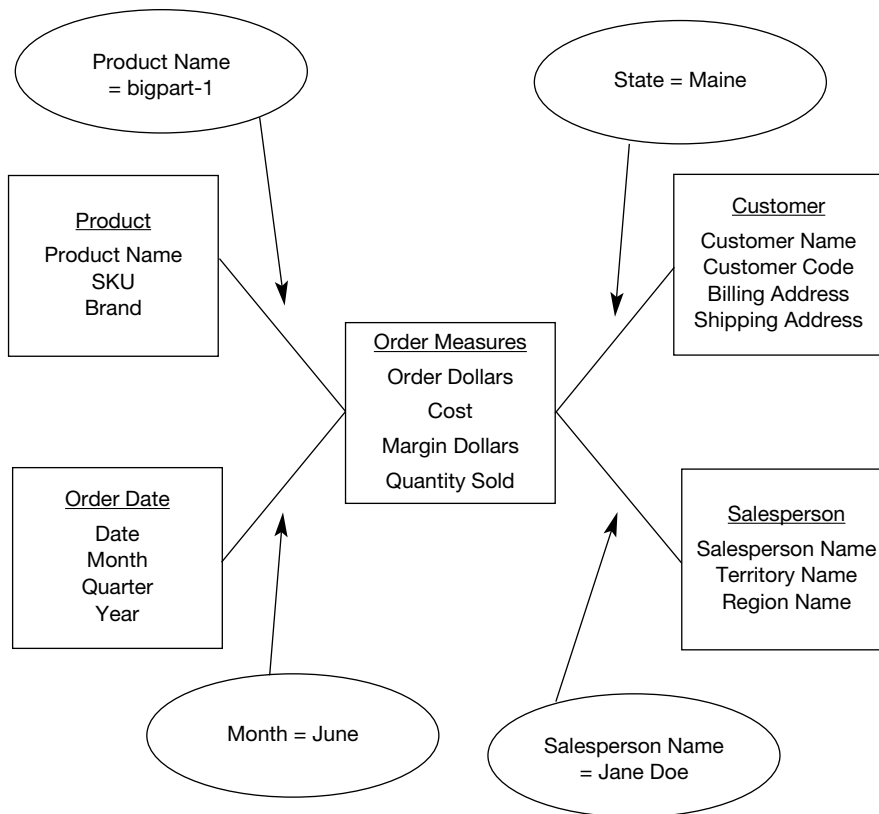 Product Name
= bigpart-1
State = Maine
Product
Product Name
SKU
Brand
Customer
Customer Name
Customer Code
Billing Address
Shipping Address
Order Measures
Order Dollars
Cost
Margin Dollars
Quantity Sold
Order Date
Date
Month
Quarter
Year
Salesperson
Salesperson Name
Territory Name
Region Name
Month = June
Salesperson Name
= Jane Doe